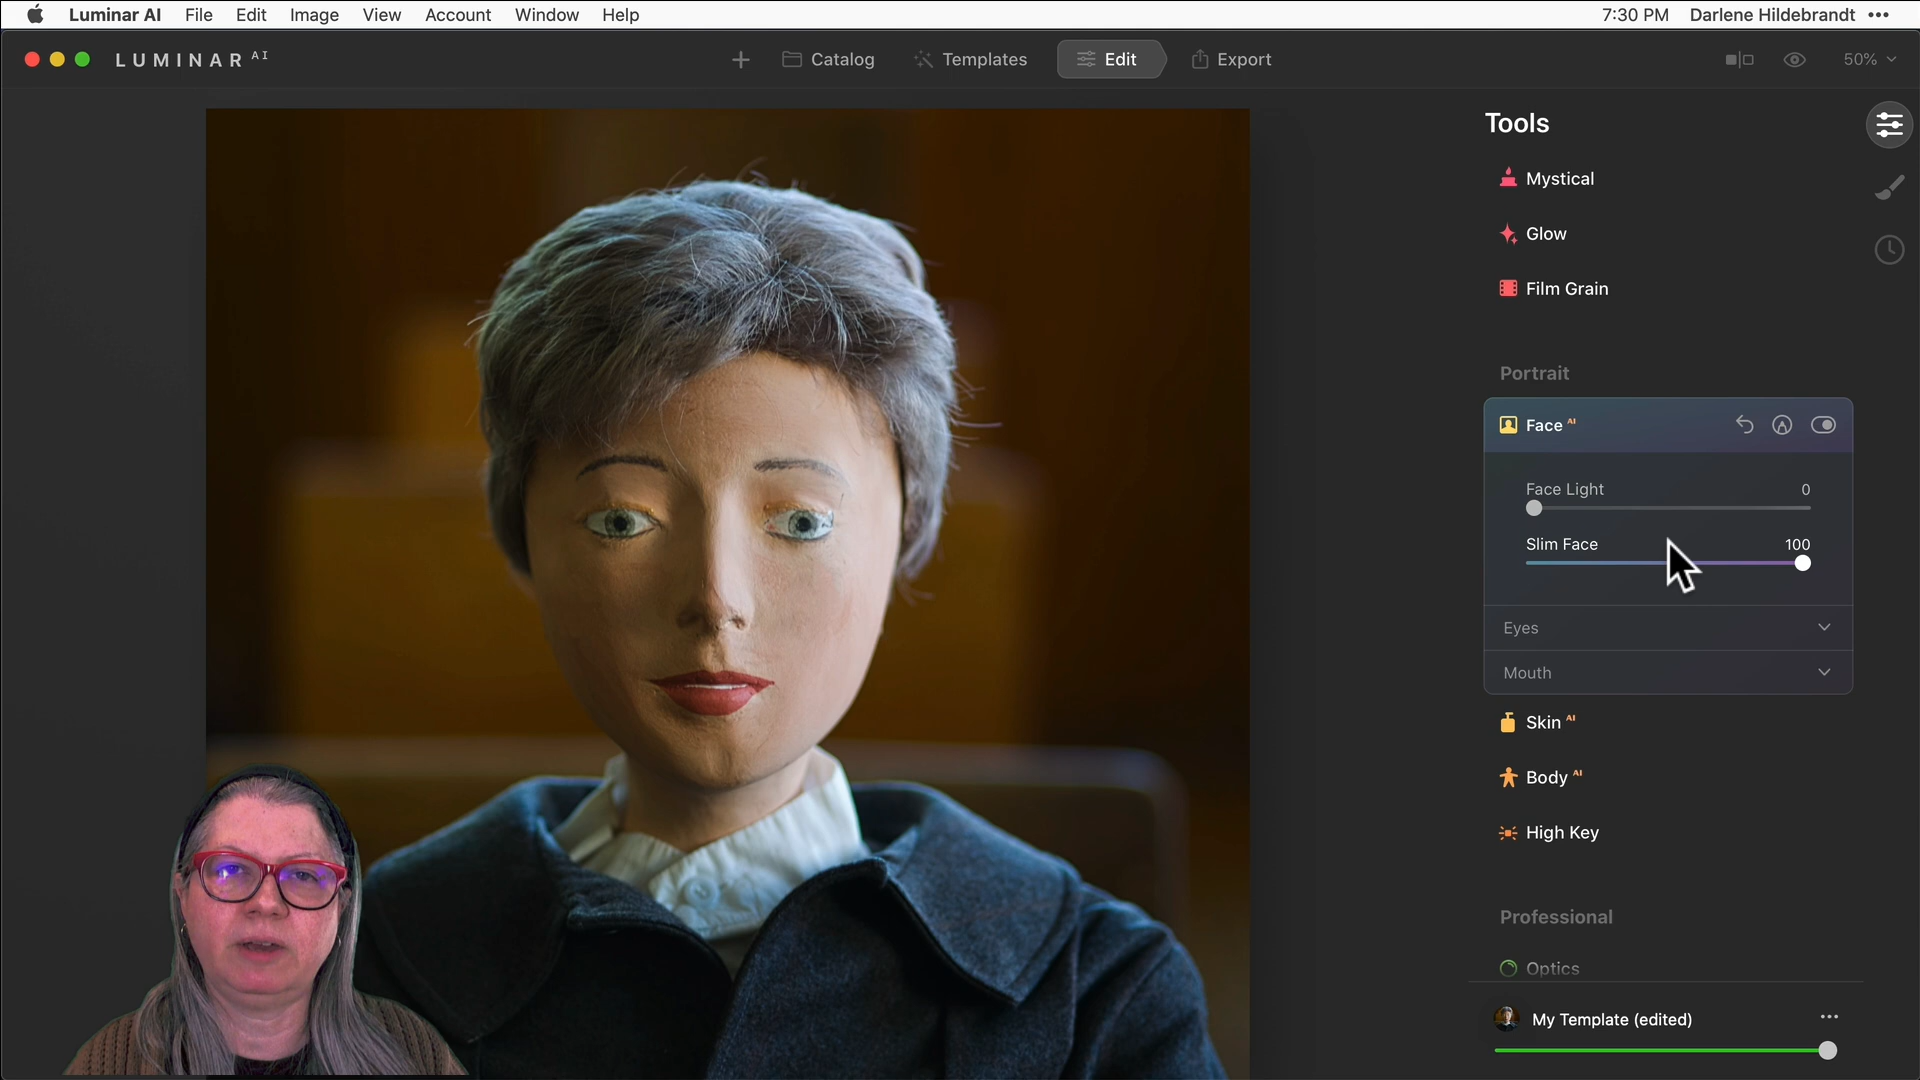 Luminar AI File Edit Image View Account Window Help 7:30 PM Darlene Hildebrandt
LUMINAR AI Catalog Templates Edit Export 50%
Tools
Mystical
Glow
Film Grain
Portrait
Face AI
Face Light 0
Slim Face 100
Eyes
Mouth
Skin AI
Body AI
High Key
Professional
Optics
My Template (edited)